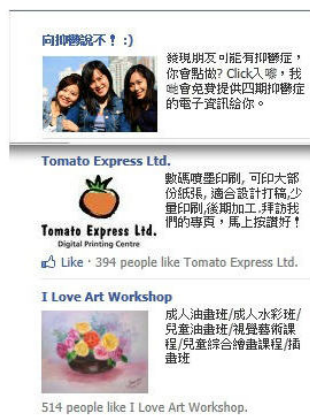 向抑鬱說不！:)
發現朋友可能有抑鬱症，
你會點做? Click入嚟，我
哋會免費提供四期抑鬱症
的電子資訊給你。
Tomato Express Ltd.
數碼噴墨印刷, 可印大部
份紙張, 適合設計打稿,少
量印刷,後期加工.拜訪我
們的專頁，馬上按讚好！
Tomato Express Ltd.
Digital Printing Centre
Like · 394 people like Tomato Express Ltd.
I Love Art Workshop
成人油畫班/成人水彩班/
兒童油畫班/視覺藝術課
程/兒童綜合繪畫課程/插
畫班
514 people like I Love Art Workshop.